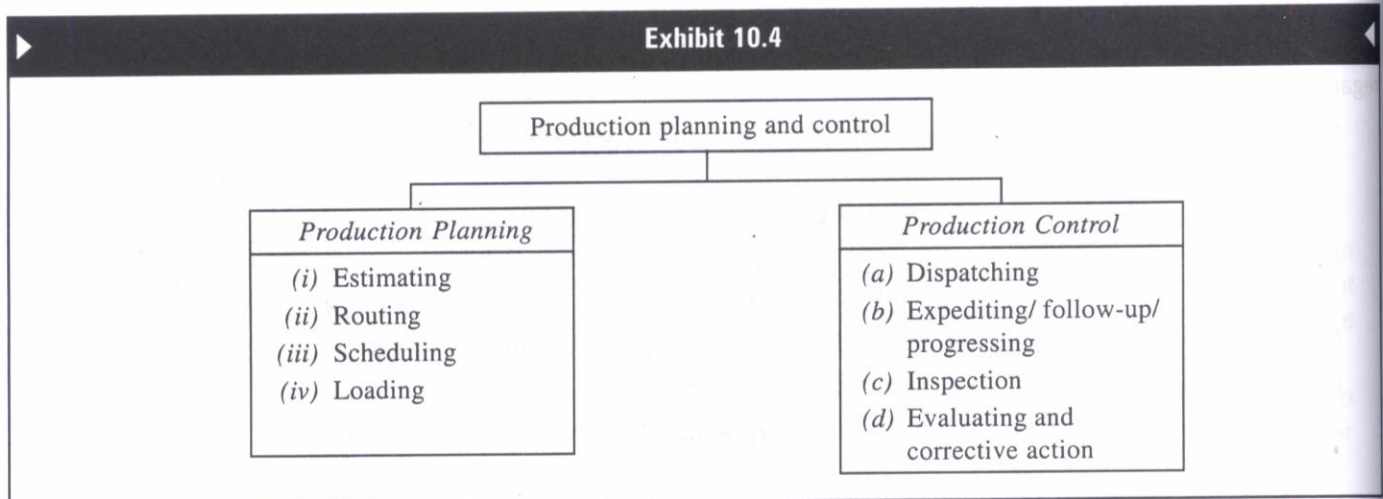 Exhibit 10.4
Production planning and control
Production Planning
(i) Estimating
(ii) Routing
(iii) Scheduling
(iv) Loading
Production Control
(a) Dispatching
(b) Expediting/ follow-up/
progressing
(c) Inspection
(d) Evaluating and
corrective action